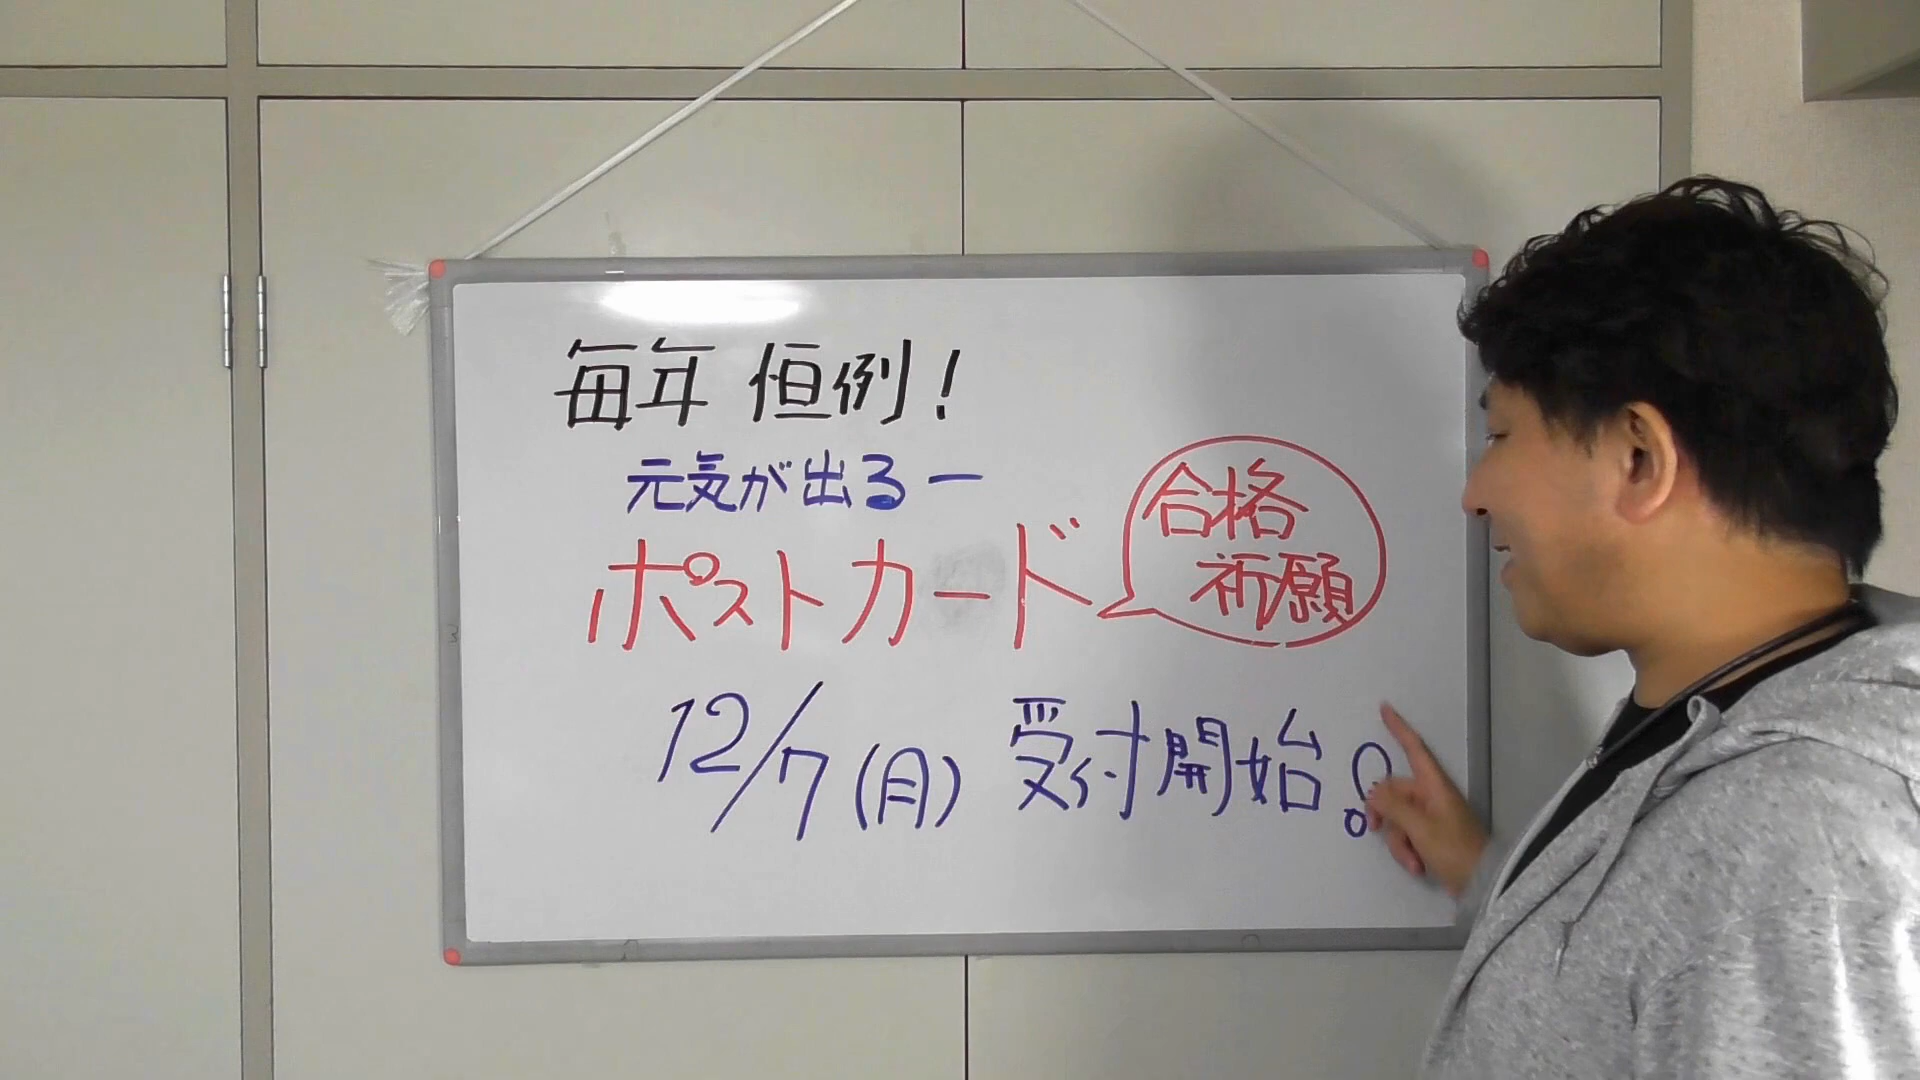 毎年 恒例!
元気が出るー
ポストカード
合格
祈願
12/7(月) 受付開始!